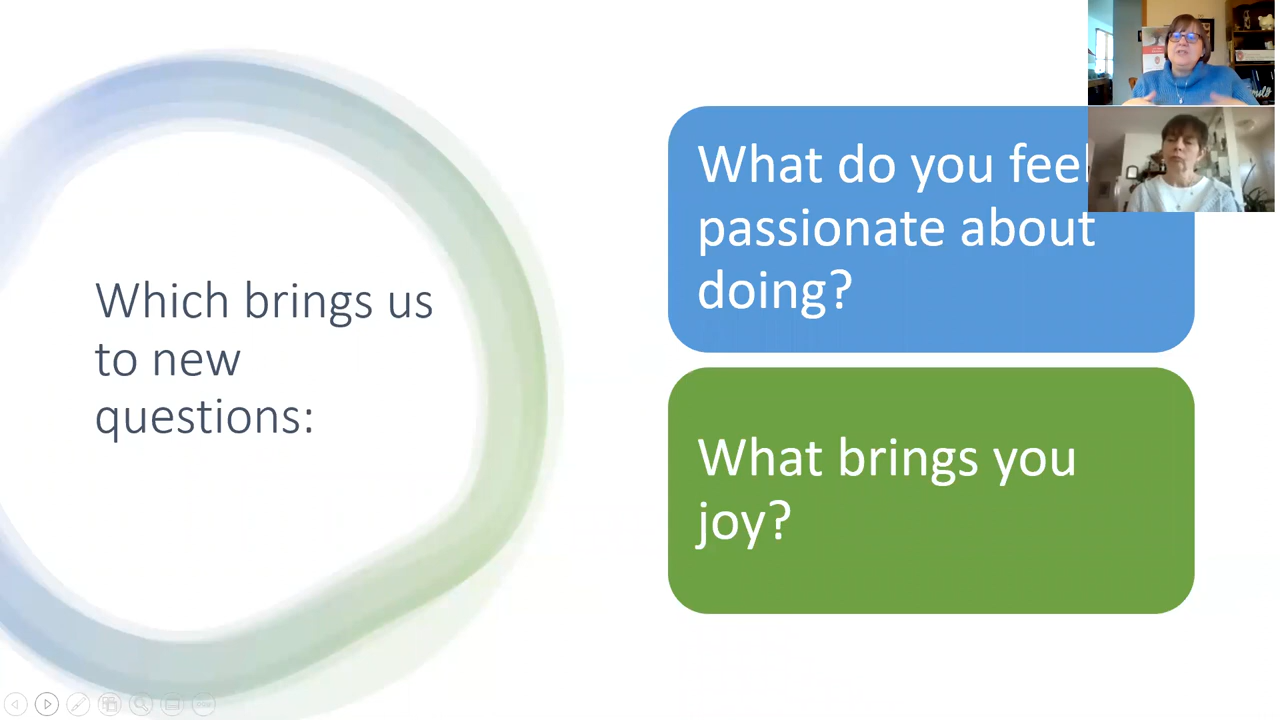 Which brings us
to new
questions:
What do you feel
passionate about
doing?
What brings you
joy?